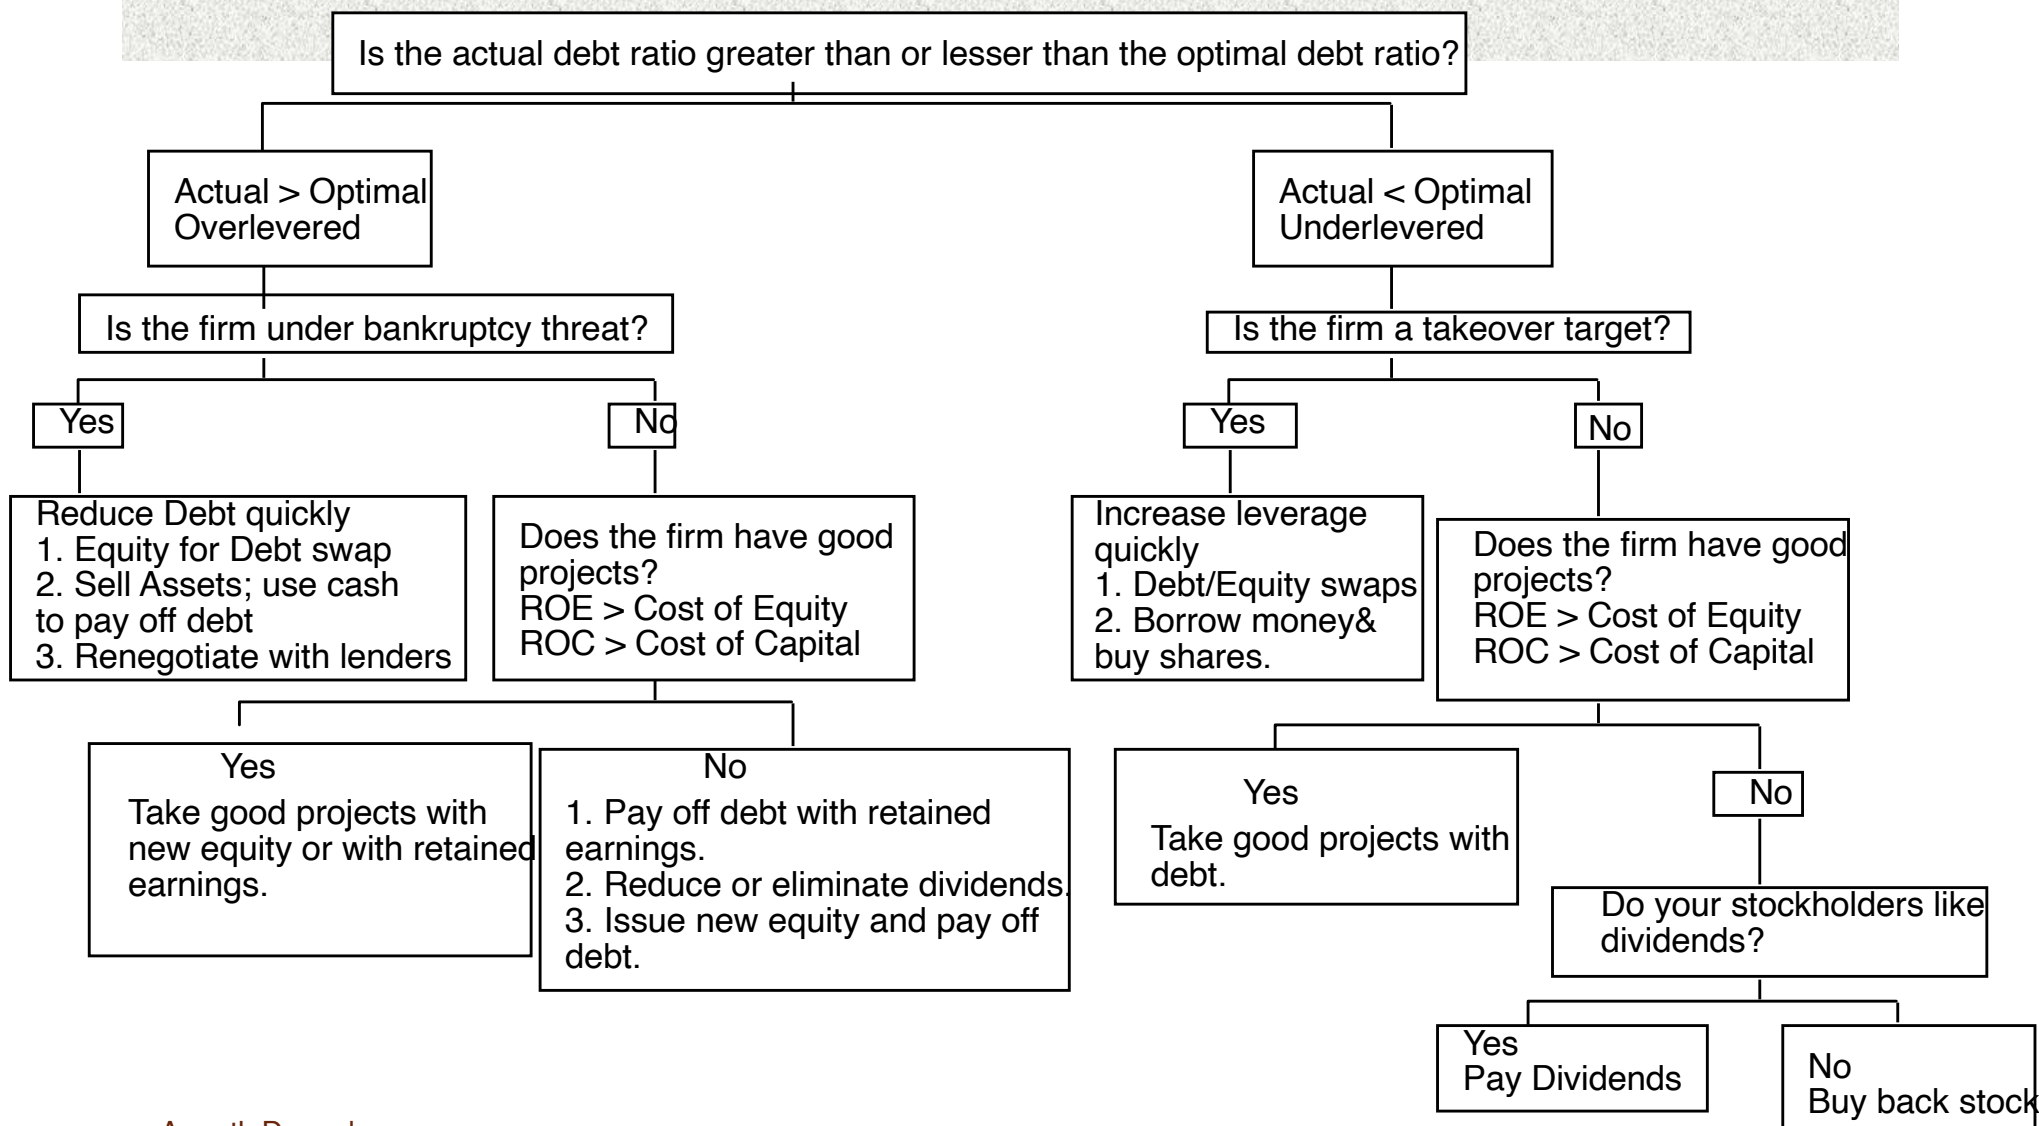 Is the actual debt ratio greater than or lesser than the optimal debt ratio?
Actual > Optimal
Overlevered
Actual < Optimal
Underlevered
Is the firm under bankruptcy threat?
Is the firm a takeover target?
Yes
No
Yes
No
Reduce Debt quickly
1. Equity for Debt swap
2. Sell Assets; use cash
to pay off debt
3. Renegotiate with lenders
Does the firm have good
projects?
ROE > Cost of Equity
ROC > Cost of Capital
Increase leverage
quickly
1. Debt/Equity swaps
2. Borrow money&
buy shares.
Does the firm have good
projects?
ROE > Cost of Equity
ROC > Cost of Capital
Yes
Take good projects with
new equity or with retained
earnings.
No
1. Pay off debt with retained
earnings.
2. Reduce or eliminate dividends.
3. Issue new equity and pay off
debt.
Yes
Take good projects with
debt.
No
Do your stockholders like
dividends?
Yes
Pay Dividends
No
Buy back stock